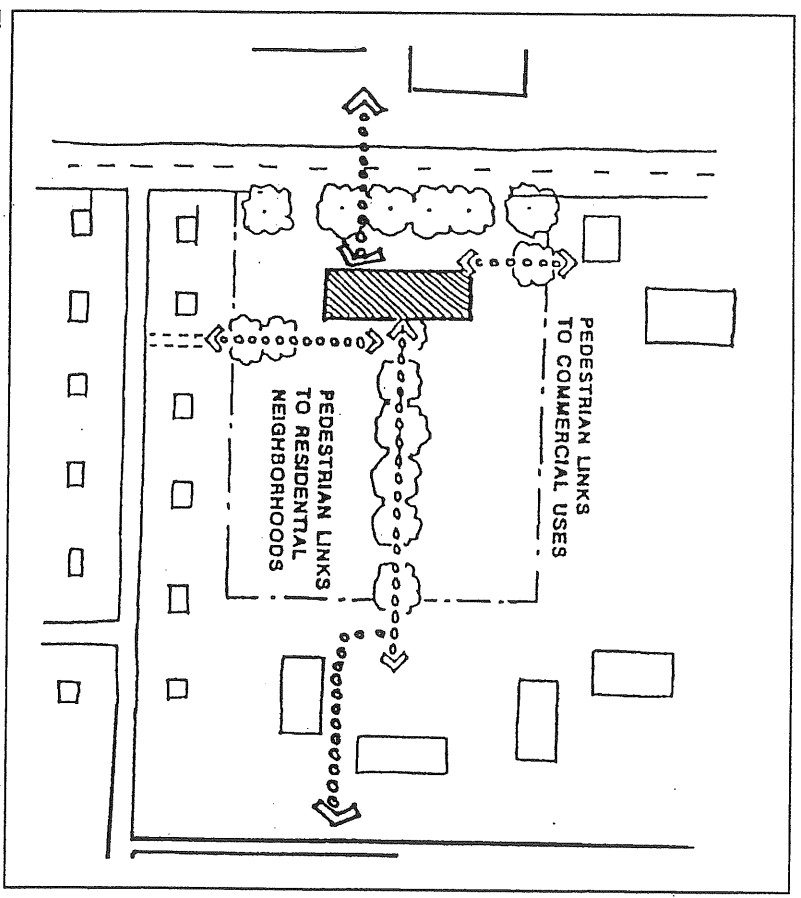 PEDESTRIAN LINKS
TO COMMERCIAL USES
PEDESTRIAN LINKS
TO RESIDENTIAL
NEIGHBORHOODS